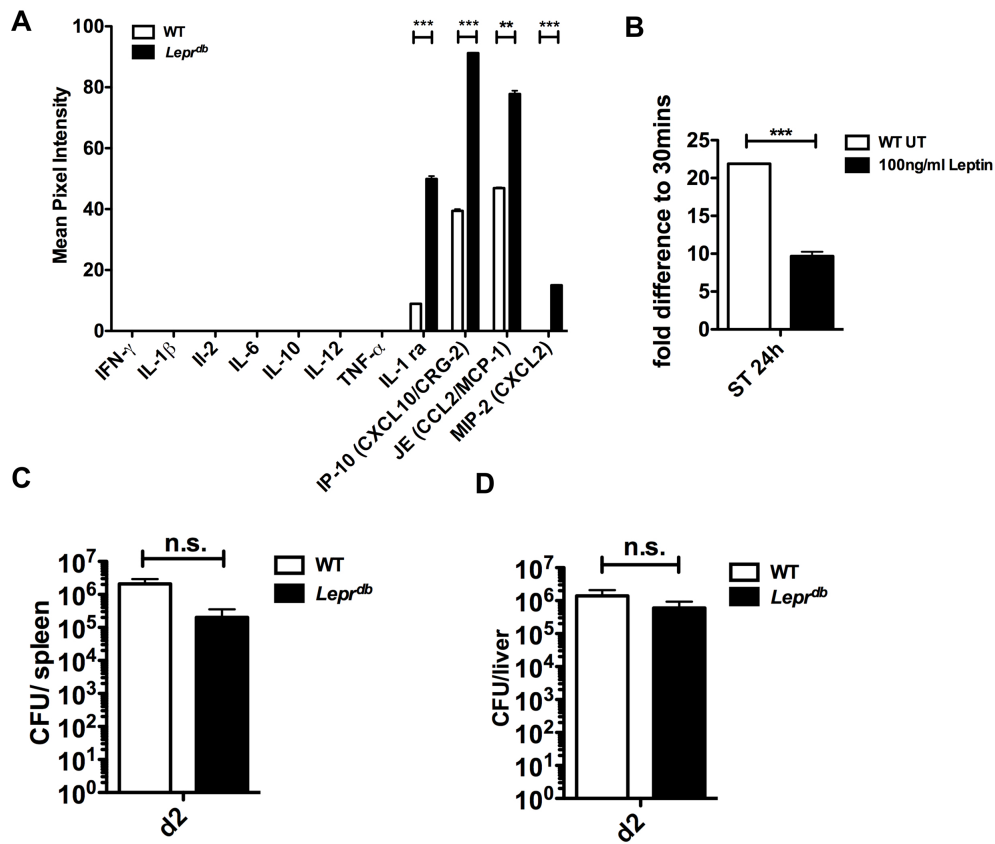 A
WT
Lepr^db
Mean Pixel Intensity
100
80
60
40
20
0
***
***
**
***
IFN-γ
IL-1β
Il-2
IL-6
IL-10
IL-12
TNF-α
IL-1 ra
IP-10 (CXCL10/CRG-2)
JE (CCL2/MCP-1)
MIP-2 (CXCL2)
B
WT UT
100ng/ml Leptin
fold difference to 30mins
25
20
15
10
5
0
***
ST 24h
C
n.s.
WT
Lepr^db
CFU/ spleen
10^7
10^6
10^5
10^4
10^3
10^2
10^1
10^0
d2
D
n.s.
WT
Lepr^db
CFU/liver
10^7
10^6
10^5
10^4
10^3
10^2
10^1
10^0
d2